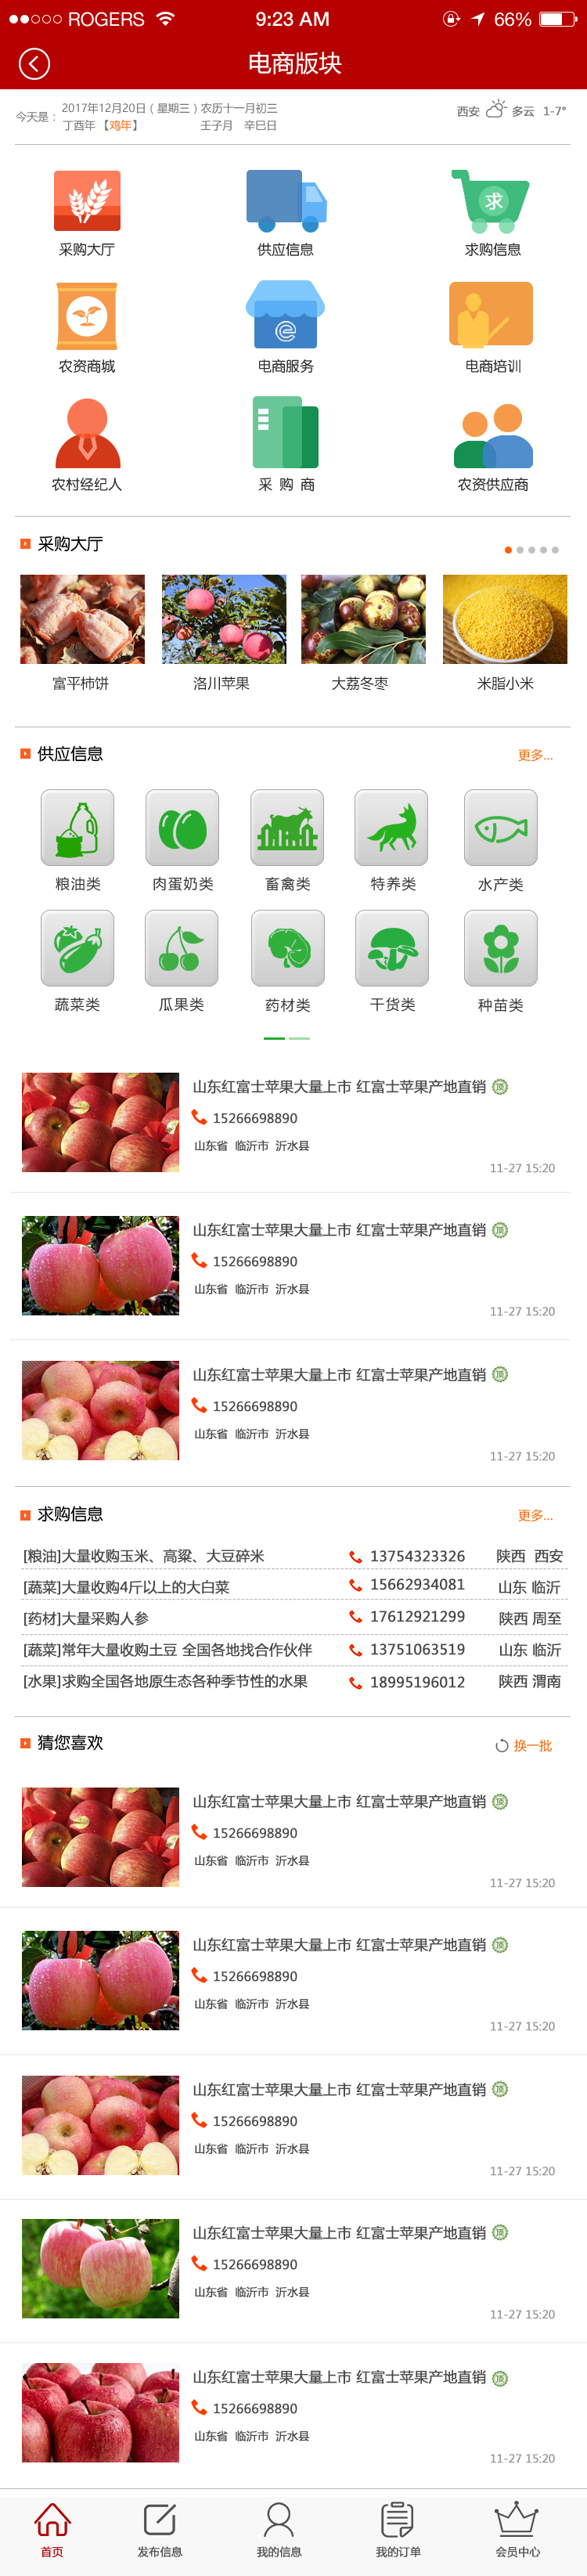 ROGERS 9:23 AM 66%
电商版块
今天是： 2017年12月20日 ( 星期三 ) 农历十一月初三
丁酉年 【鸡年】 壬子月 辛巳日
西安 多云 1-7°
求
采购大厅 供应信息 求购信息
农资商城 电商服务 电商培训
农村经纪人 采 购 商 农资供应商
采购大厅
富平柿饼 洛川苹果 大荔冬枣 米脂小米
供应信息 更多...
粮油类 肉蛋奶类 畜禽类 特养类 水产类
蔬菜类 瓜果类 药材类 干货类 种苗类
山东红富士苹果大量上市 红富士苹果产地直销 顶
15266698890
山东省 临沂市 沂水县
11-27 15:20
山东红富士苹果大量上市 红富士苹果产地直销 顶
15266698890
山东省 临沂市 沂水县
11-27 15:20
山东红富士苹果大量上市 红富士苹果产地直销 顶
15266698890
山东省 临沂市 沂水县
11-27 15:20
求购信息 更多...
[粮油]大量收购玉米、高粱、大豆碎米 13754323326 陕西 西安
[蔬菜]大量收购4斤以上的大白菜 15662934081 山东 临沂
[药材]大量采购人参 17612921299 陕西 周至
[蔬菜]常年大量收购土豆 全国各地找合作伙伴 13751063519 山东 临沂
[水果]求购全国各地原生态各种季节性的水果 18995196012 陕西 渭南
猜您喜欢 换一批
山东红富士苹果大量上市 红富士苹果产地直销 顶
15266698890
山东省 临沂市 沂水县
11-27 15:20
山东红富士苹果大量上市 红富士苹果产地直销 顶
15266698890
山东省 临沂市 沂水县
11-27 15:20
山东红富士苹果大量上市 红富士苹果产地直销 顶
15266698890
山东省 临沂市 沂水县
11-27 15:20
山东红富士苹果大量上市 红富士苹果产地直销 顶
15266698890
山东省 临沂市 沂水县
11-27 15:20
山东红富士苹果大量上市 红富士苹果产地直销 顶
15266698890
山东省 临沂市 沂水县
11-27 15:20
首页 发布信息 我的信息 我的订单 会员中心